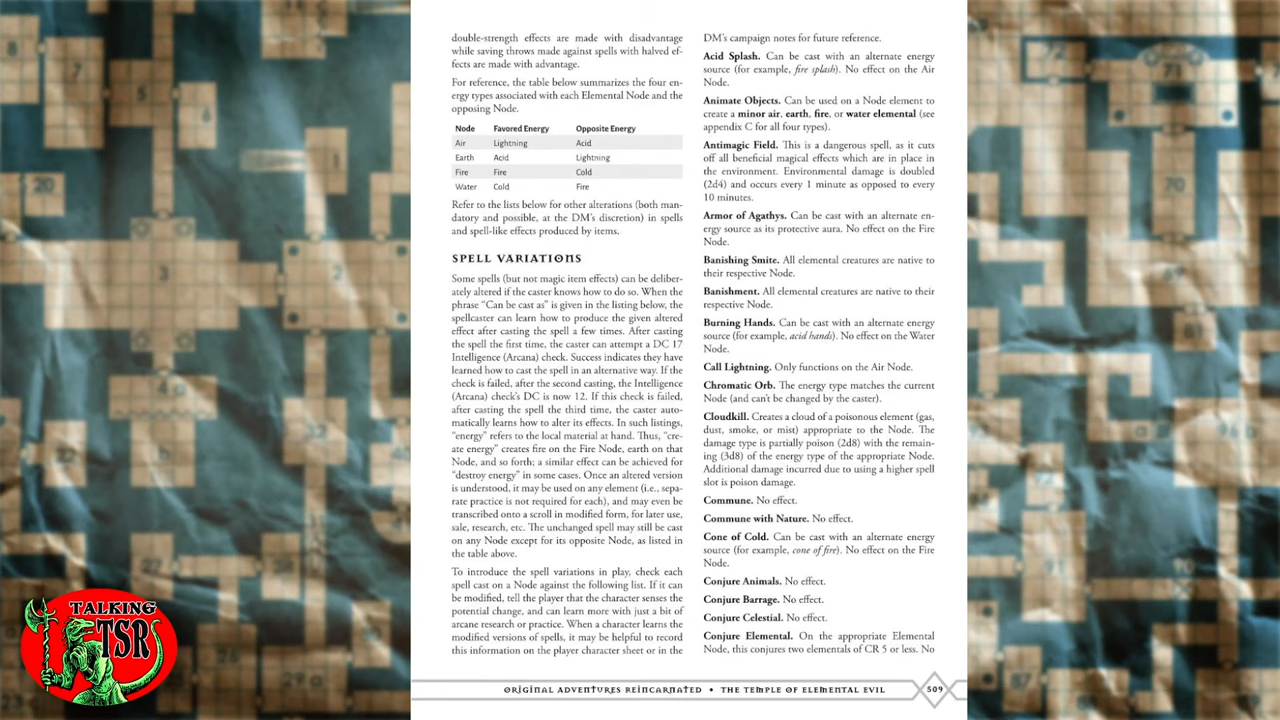 double-strength effects are made with disadvantage
while saving throws made against spells with halved ef-
fects are made with advantage.
For reference, the table below summarizes the four en-
ergy types associated with each Elemental Node and the
opposing Node.
Node Favored Energy Opposite Energy
Air Lightning Acid
Earth Acid Lightning
Fire Fire Cold
Water Cold Fire
Refer to the lists below for other alterations (both man-
datory and possible, at the DM's discretion) in spells
and spell-like effects produced by items.
SPELL VARIATIONS
Some spells (but not magic item effects) can be deliber-
ately altered if the caster knows how to do so. When the
phrase “Can be cast as” is given in the listing below, the
spellcaster can learn how to produce the given altered
effect after casting the spell a few times. After casting
the spell the first time, the caster can attempt a DC 17
Intelligence (Arcana) check. Success indicates they have
learned how to cast the spell in an alternative way. If the
check is failed, after the second casting, the Intelligence
(Arcana) check's DC is now 12. If this check is failed,
after casting the spell the third time, the caster auto-
matically learns how to alter its effects. In such listings,
“energy” refers to the local material at hand. Thus, “cre-
ate energy” creates fire on the Fire Node, earth on that
Node, and so forth; a similar effect can be achieved for
“destroy energy” in some cases. Once an altered version
is understood, it may be used on any element (i.e., sepa-
rate practice is not required for each), and may even be
transcribed onto a scroll in modified form, for later use,
sale, research, etc. The unchanged spell may still be cast
on any Node except for its opposite Node, as listed in
the table above.
To introduce the spell variations in play, check each
spell cast on a Node against the following list. If it can
be modified, tell the player that the character senses the
potential change, and can learn more with just a bit of
arcane research or practice. When a character learns the
modified versions of spells, it may be helpful to record
this information on the player character sheet or in the
DM's campaign notes for future reference.
Acid Splash. Can be cast with an alternate energy
source (for example, fire splash). No effect on the Air
Node.
Animate Objects. Can be used on a Node element to
create a minor air, earth, fire, or water elemental (see
appendix C for all four types).
Antimagic Field. This is a dangerous spell, as it cuts
off all beneficial magical effects which are in place in
the environment. Environmental damage is doubled
(2d4) and occurs every 1 minute as opposed to every
10 minutes.
Armor of Agathys. Can be cast with an alternate en-
ergy source as its protective aura. No effect on the Fire
Node.
Banishing Smite. All elemental creatures are native to
their respective Node.
Banishment. All elemental creatures are native to their
respective Node.
Burning Hands. Can be cast with an alternate energy
source (for example, acid hands). No effect on the Water
Node.
Call Lightning. Only functions on the Air Node.
Chromatic Orb. The energy type matches the current
Node (and can't be changed by the caster).
Cloudkill. Creates a cloud of a poisonous element (gas,
dust, smoke, or mist) appropriate to the Node. The
damage type is partially poison (2d8) with the remain-
ing (3d8) of the energy type of the appropriate Node.
Additional damage incurred due to using a higher spell
slot is poison damage.
Commune. No effect.
Commune with Nature. No effect.
Cone of Cold. Can be cast with an alternate energy
source (for example, cone of fire). No effect on the Fire
Node.
Conjure Animals. No effect.
Conjure Barrage. No effect.
Conjure Celestial. No effect.
Conjure Elemental. On the appropriate Elemental
Node, this conjures two elementals of CR 5 or less. No
ORIGINAL ADVENTURES REINCARNATED • THE TEMPLE OF ELEMENTAL EVIL
509
TALKING
TSR
8
7
5
6
1
20
3
2
4 a
33
70
71